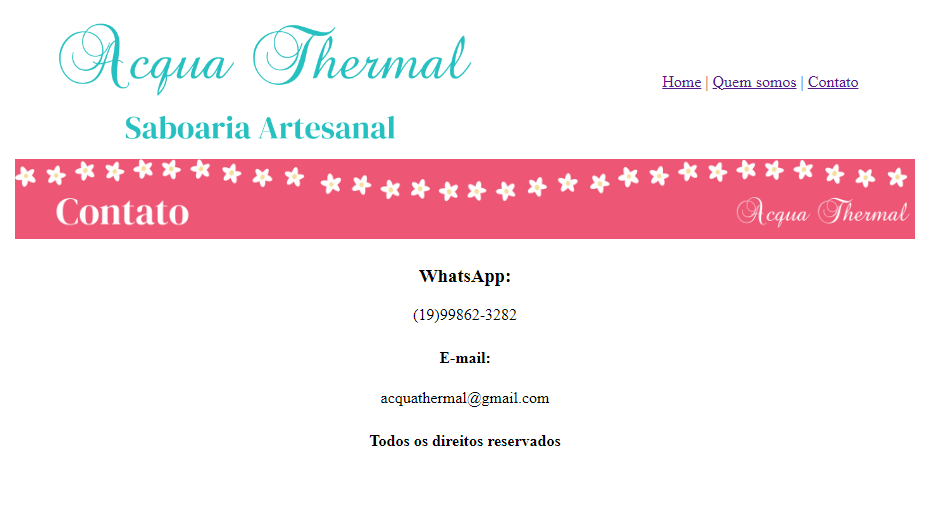 Acqua Thermal
Saboaria Artesanal
Home | Quem somos | Contato
Contato
Acqua Thermal
WhatsApp:
(19)99862-3282
E-mail:
acquathermal@gmail.com
Todos os direitos reservados